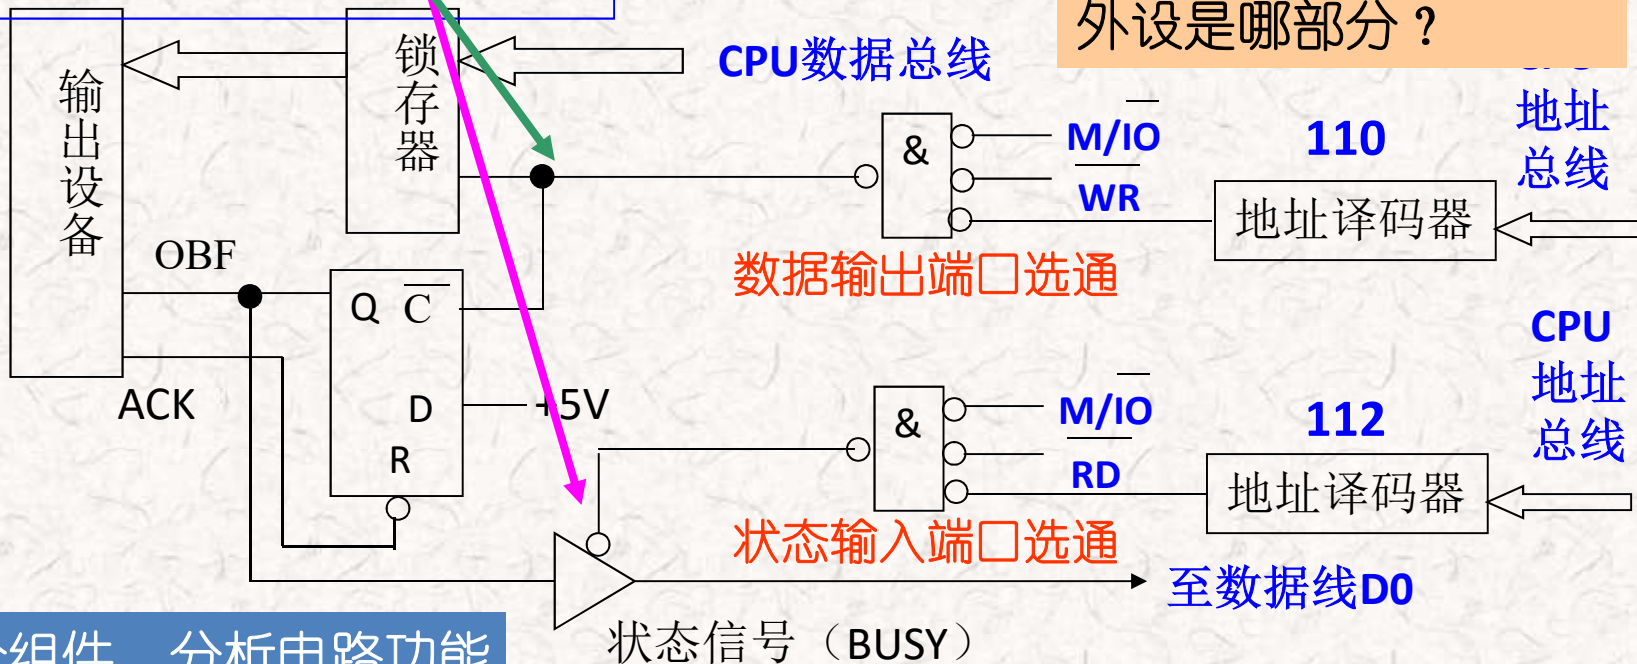 外设是哪部分？
输出设备
锁存器
CPU数据总线
&
M/IO
WR
110
地址译码器
地址总线
数据输出端口选通
OBF
Q C
D
R
ACK
+5V
&
M/IO
RD
112
地址译码器
CPU
地址
总线
状态输入端口选通
至数据线D0
状态信号（BUSY）
组件 分析电路功能